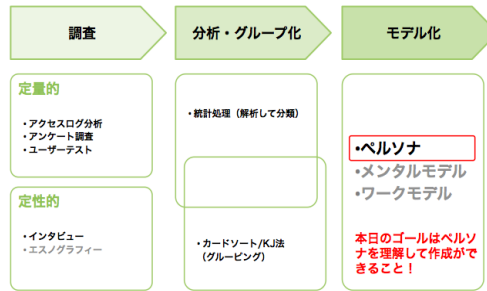 調査
分析・グループ化
モデル化
定量的
・アクセスログ分析
・アンケート調査
・ユーザーテスト
定性的
・インタビュー
・エスノグラフィー
・統計処理（解析して分類）
・カードソート/KJ法
（グルーピング）
・ペルソナ
・メンタルモデル
・ワークモデル
本日のゴールはペルソ
ナを理解して作成がで
きること！